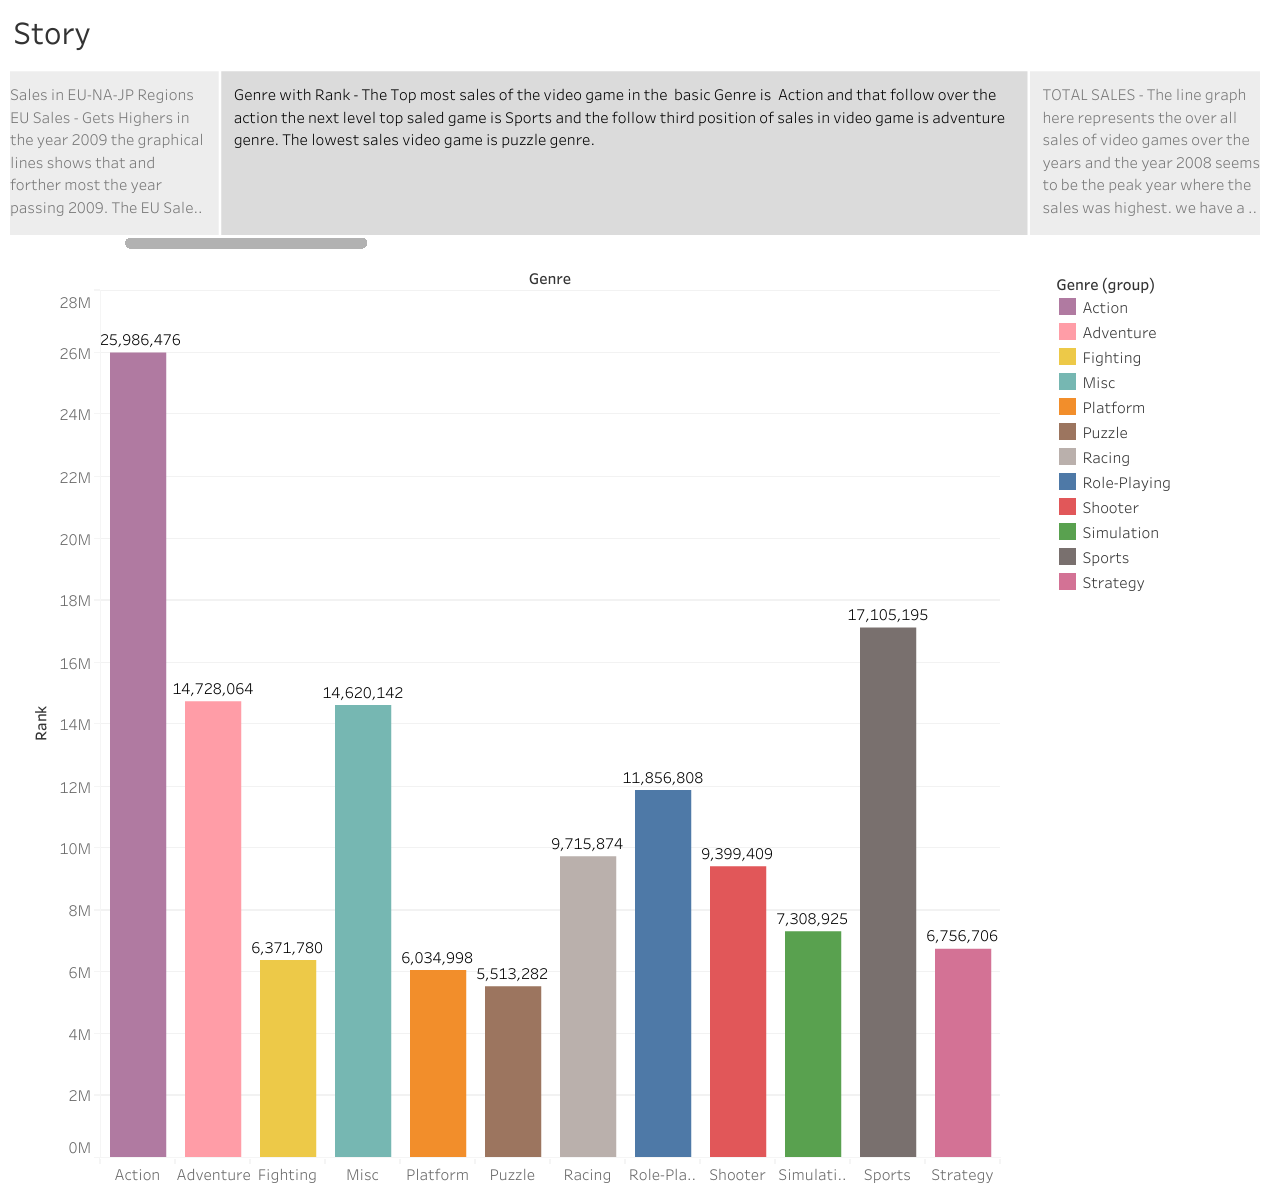 Story
Sales in EU-NA-JP Regions
EU Sales - Gets Highers in
the year 2009 the graphical
lines shows that and
forther most the year
passing 2009. The EU Sale..
Genre with Rank - The Top most sales of the video game in the  basic Genre is  Action and that follow over the
action the next level top saled game is Sports and the follow third position of sales in video game is adventure
genre. The lowest sales video game is puzzle genre.
TOTAL SALES - The line graph
here represents the over all
sales of video games over the
years and the year 2008 seems
to be the peak year where the
sales was highest. we have a ..
Genre
28M
26M
24M
22M
20M
18M
16M
14M
12M
10M
8M
6M
4M
2M
0M
Rank
25,986,476
14,728,064
6,371,780
14,620,142
6,034,998
5,513,282
9,715,874
11,856,808
9,399,409
7,308,925
17,105,195
6,756,706
Action
Adventure
Fighting
Misc
Platform
Puzzle
Racing
Role-Pla..
Shooter
Simulati..
Sports
Strategy
Genre (group)
Action
Adventure
Fighting
Misc
Platform
Puzzle
Racing
Role-Playing
Shooter
Simulation
Sports
Strategy